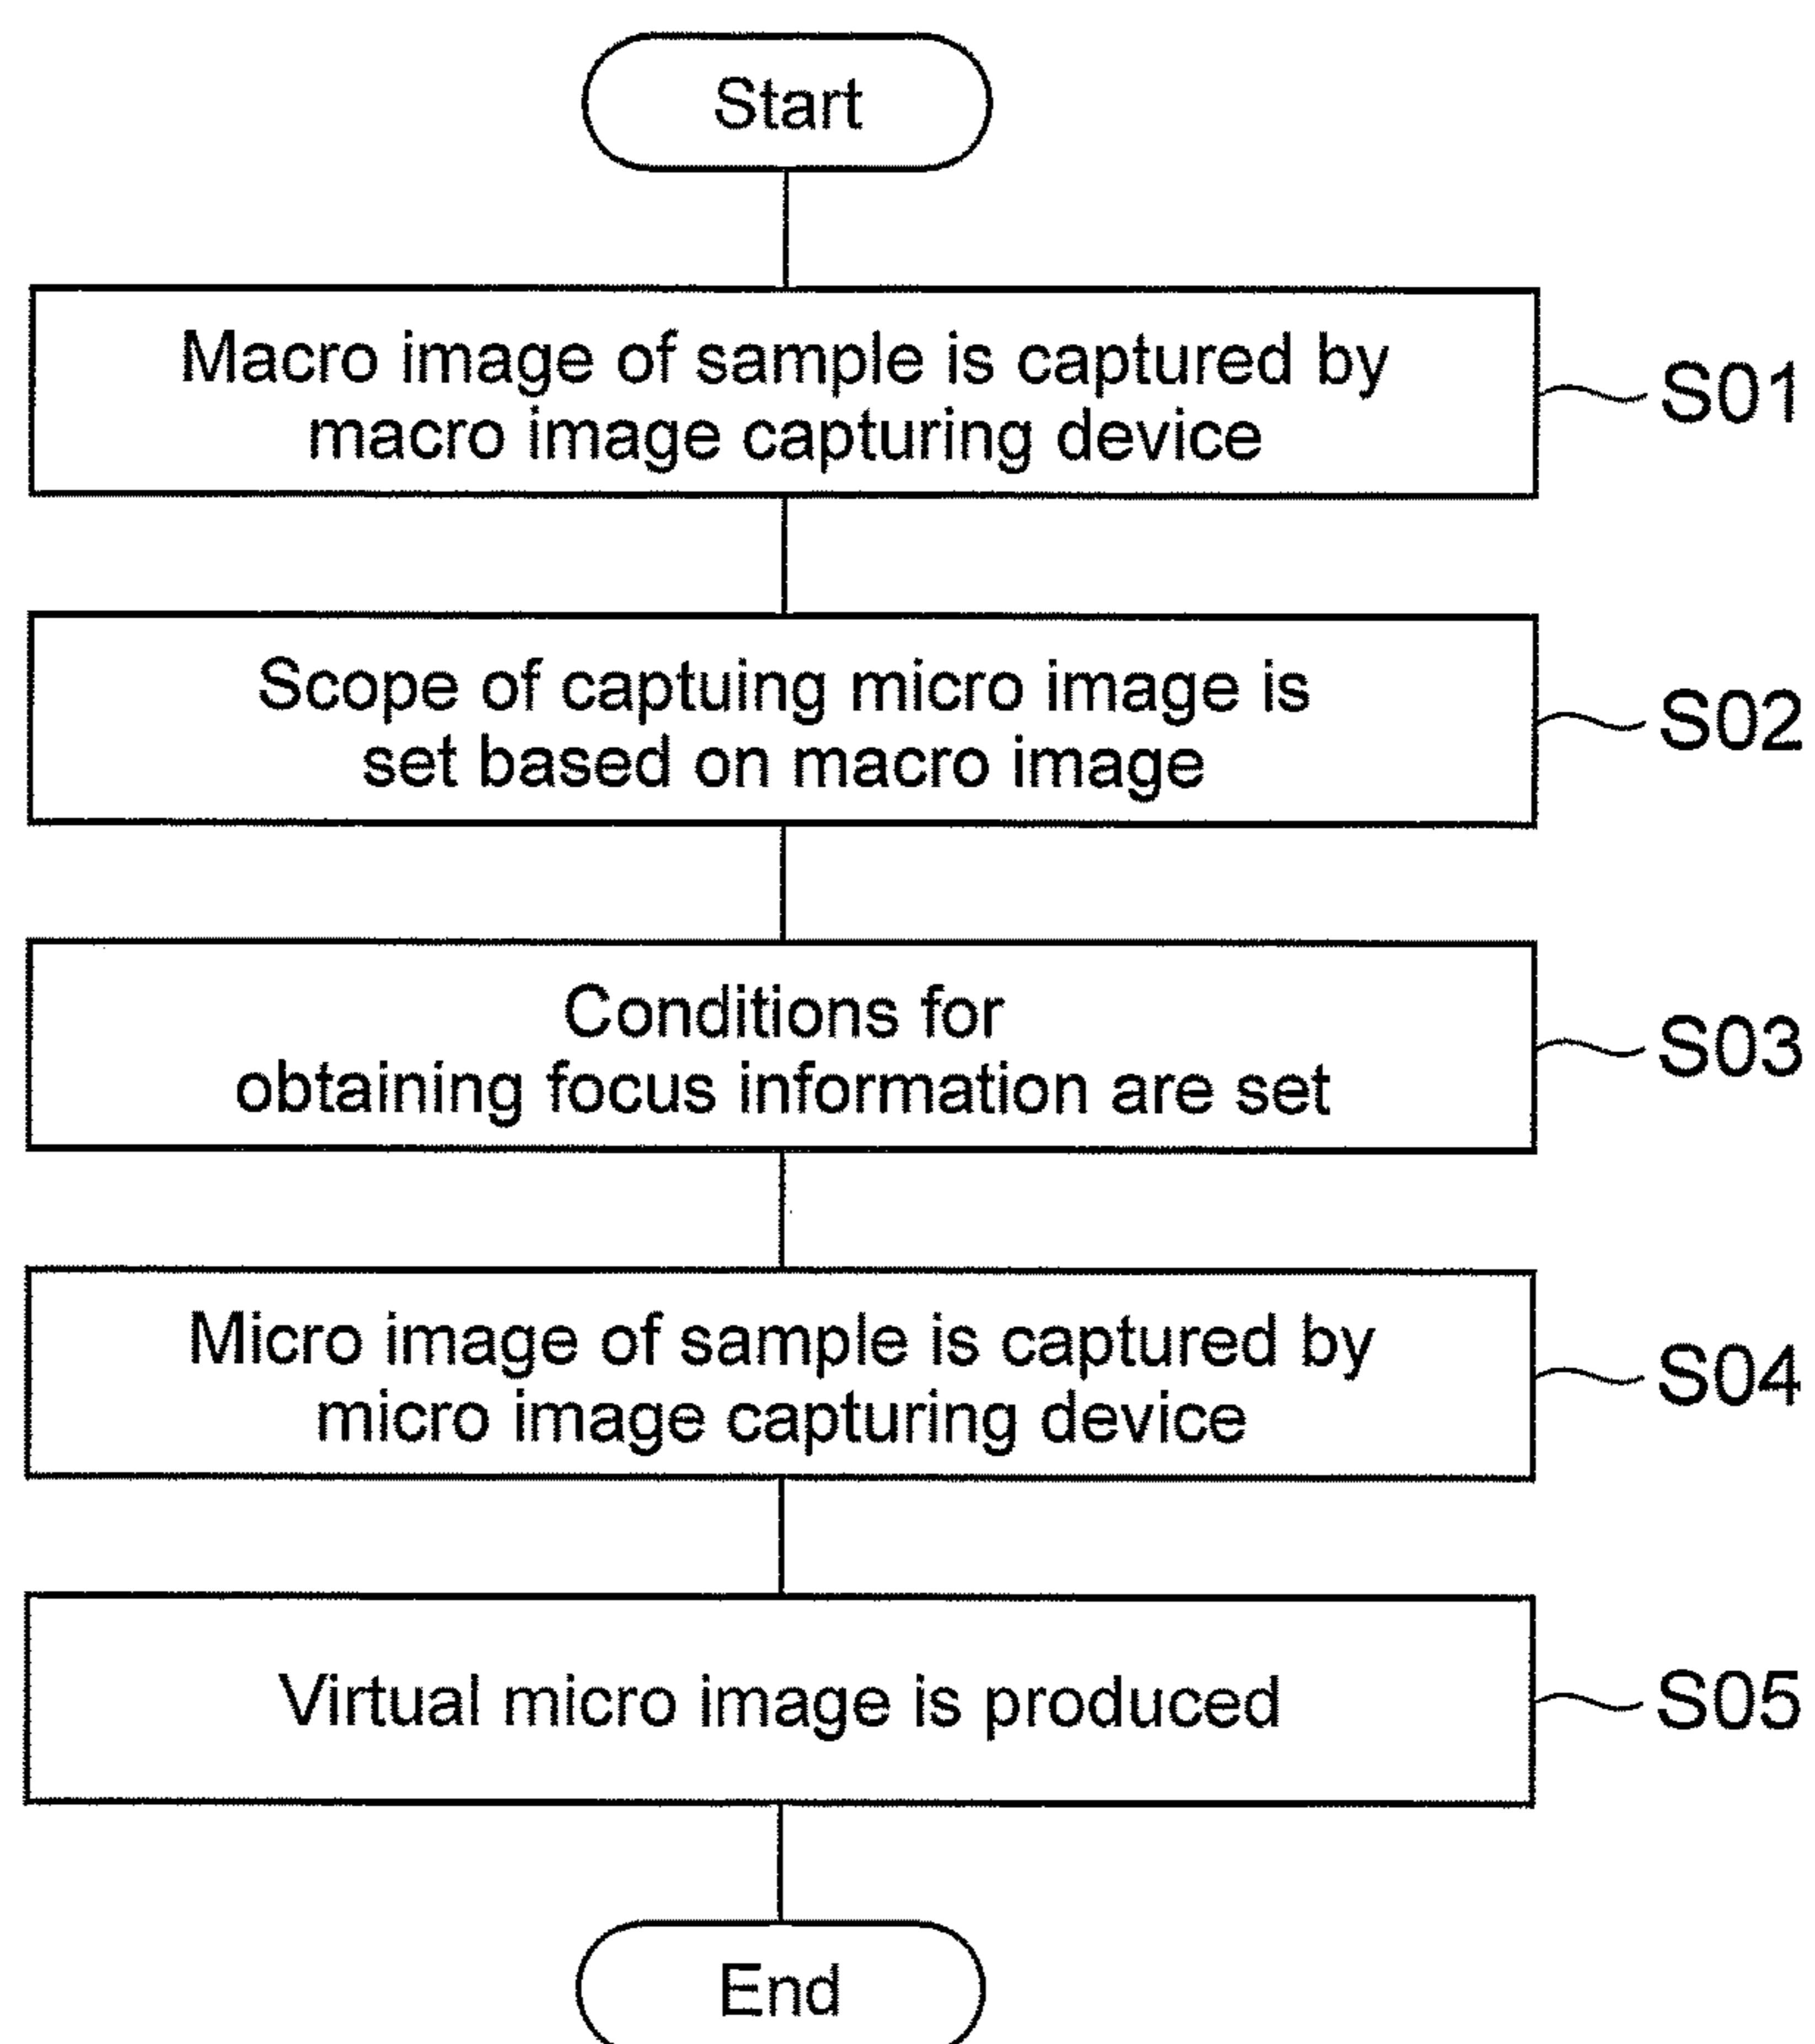 Start
Macro image of sample is captured by
macro image capturing device
S01
Scope of captuing micro image is
set based on macro image
S02
Conditions for
obtaining focus information are set
S03
Micro image of sample is captured by
micro image capturing device
S04
Virtual micro image is produced
S05
End